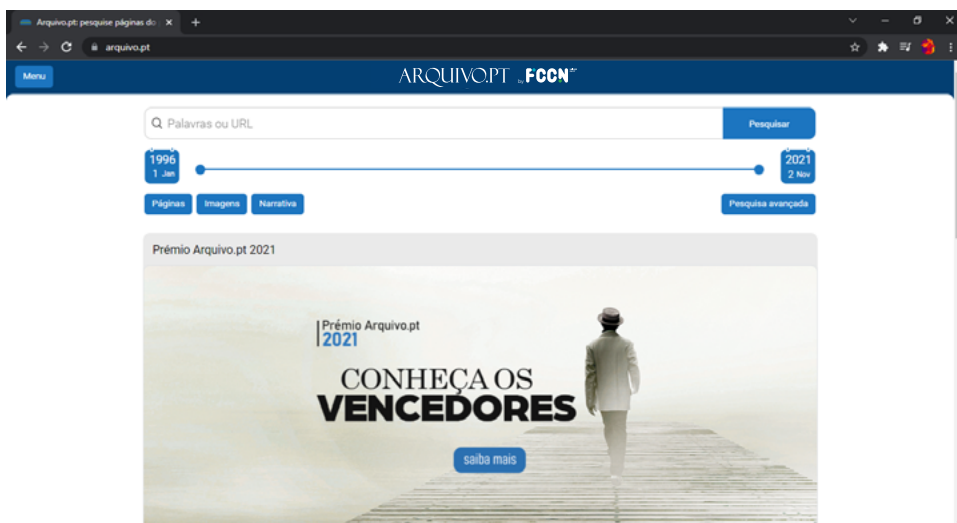 Arquivo.pt: pesquise páginas do
arquivo.pt
Menu
ARQUIVO.PT by FCCN
Palavras ou URL
Pesquisar
1996
1 Jan
2021
2 Nov
Páginas
Imagens
Narrativa
Pesquisa avançada
Prémio Arquivo.pt 2021
Prémio Arquivo.pt
2021
CONHEÇA OS
VENCEDORES
saiba mais